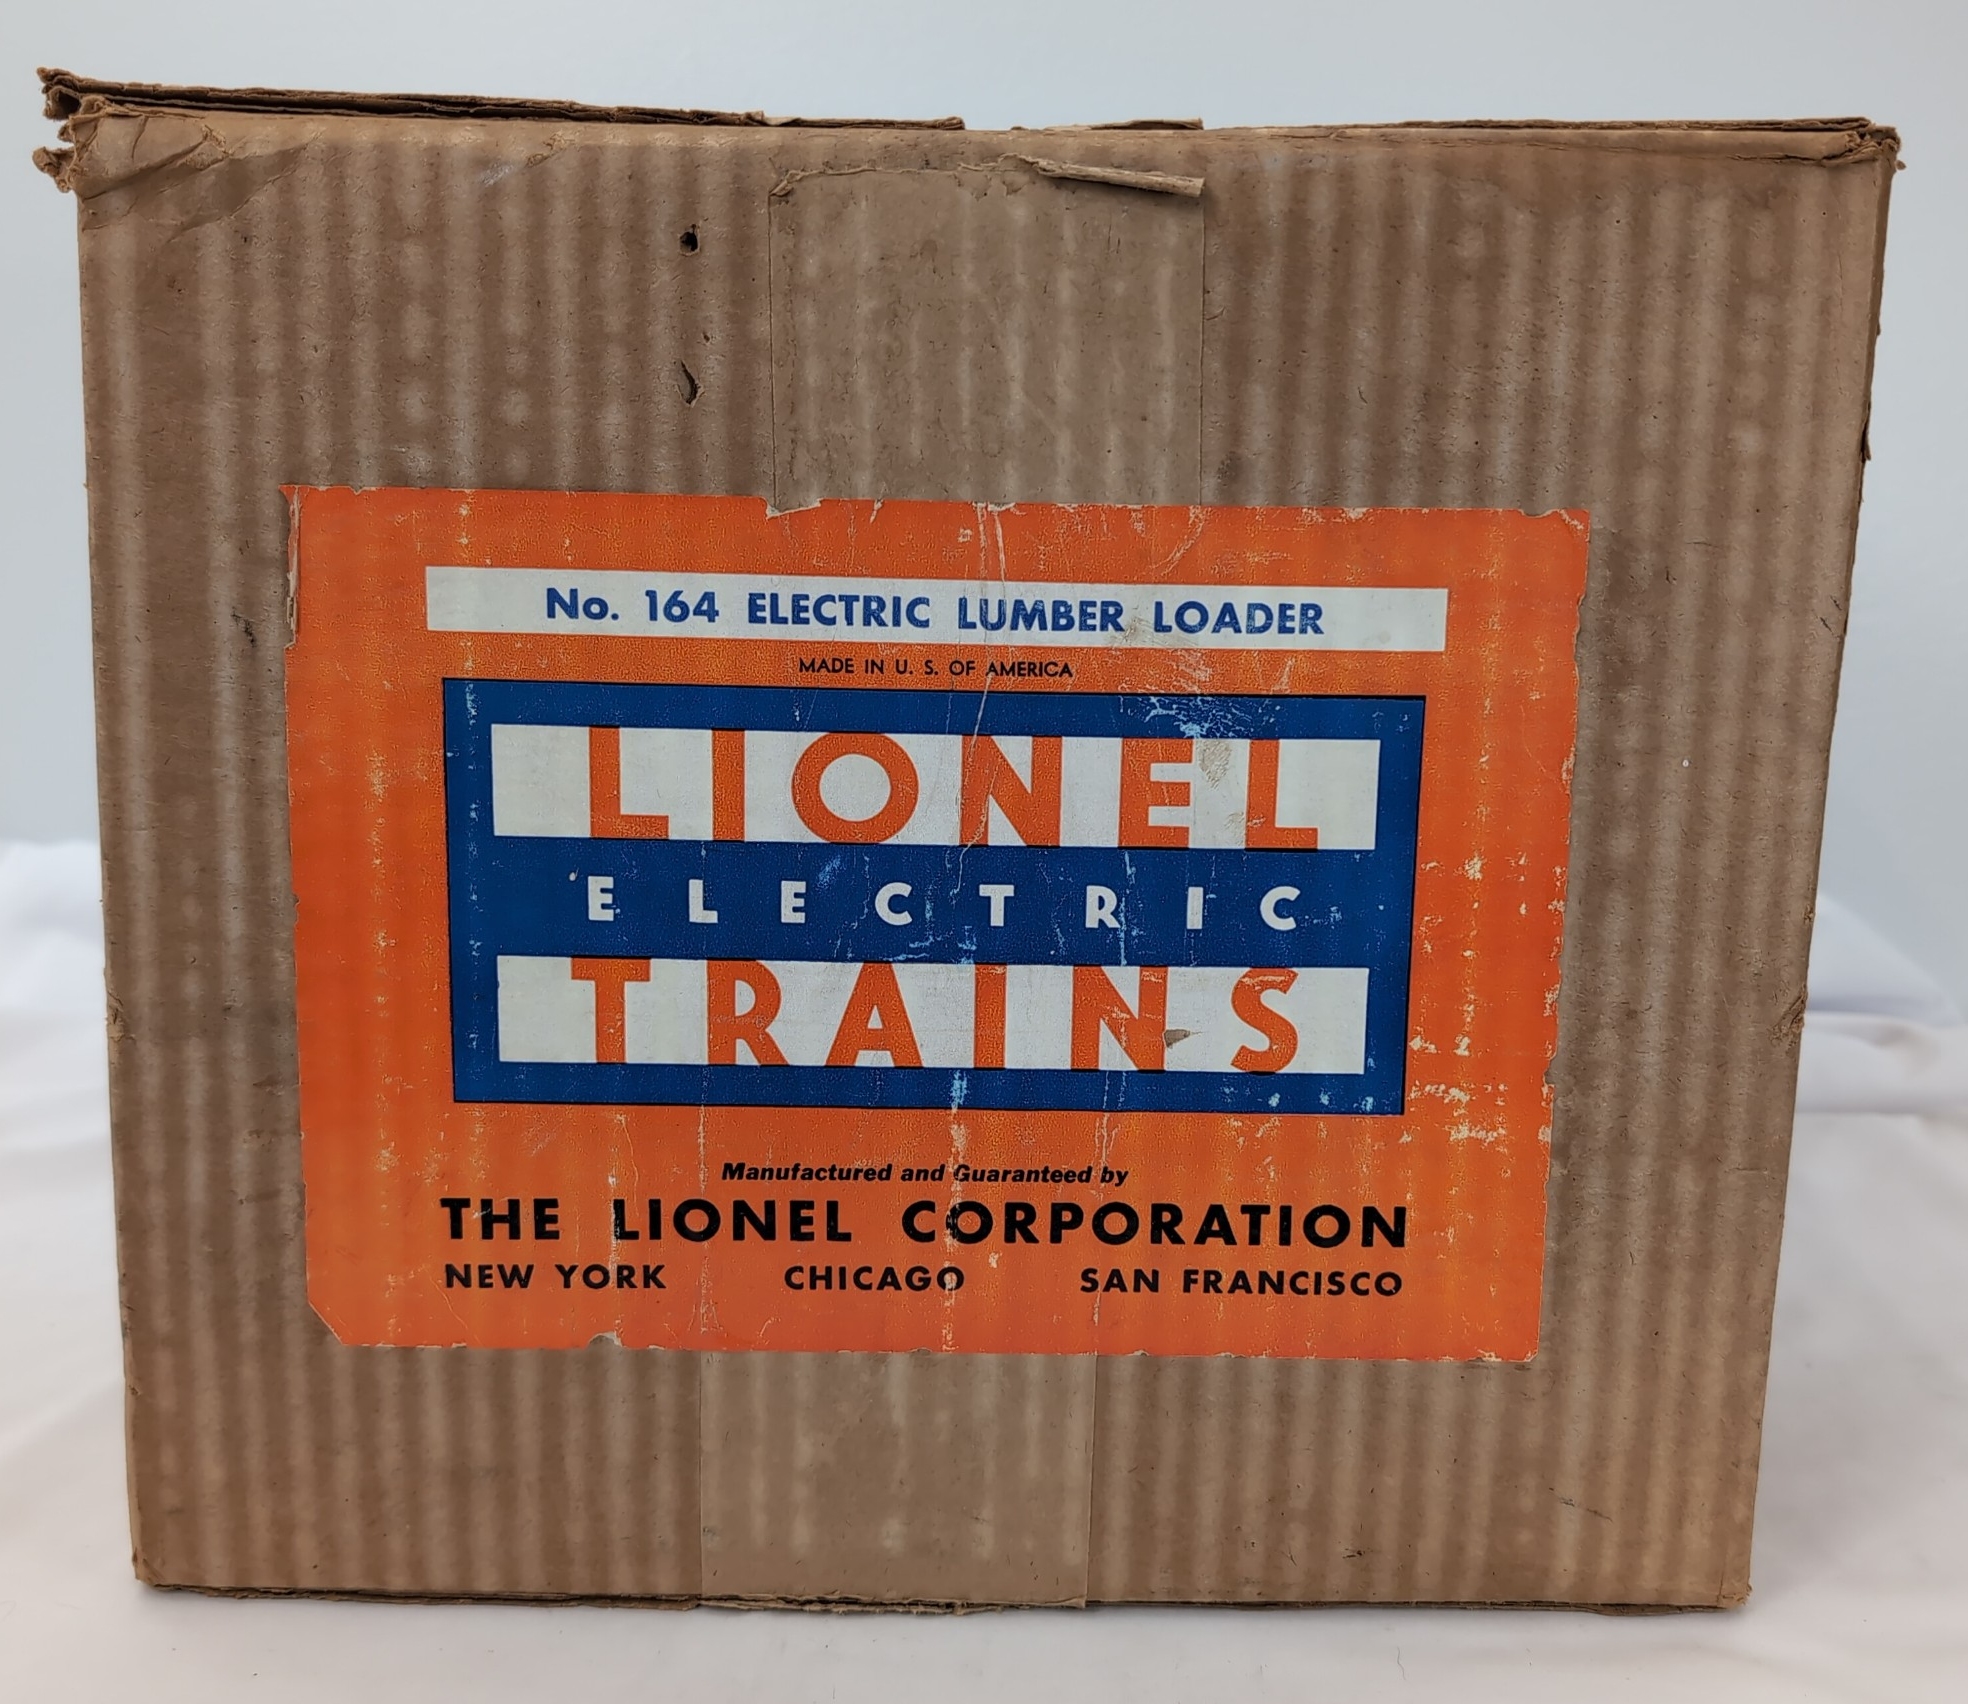 No. 164 ELECTRIC LUMBER LOADER
MADE IN U. S. OF AMERICA
LIONEL
ELECTRIC
TRAINS
Manufactured and Guaranteed by
THE LIONEL CORPORATION
NEW YORK CHICAGO SAN FRANCISCO